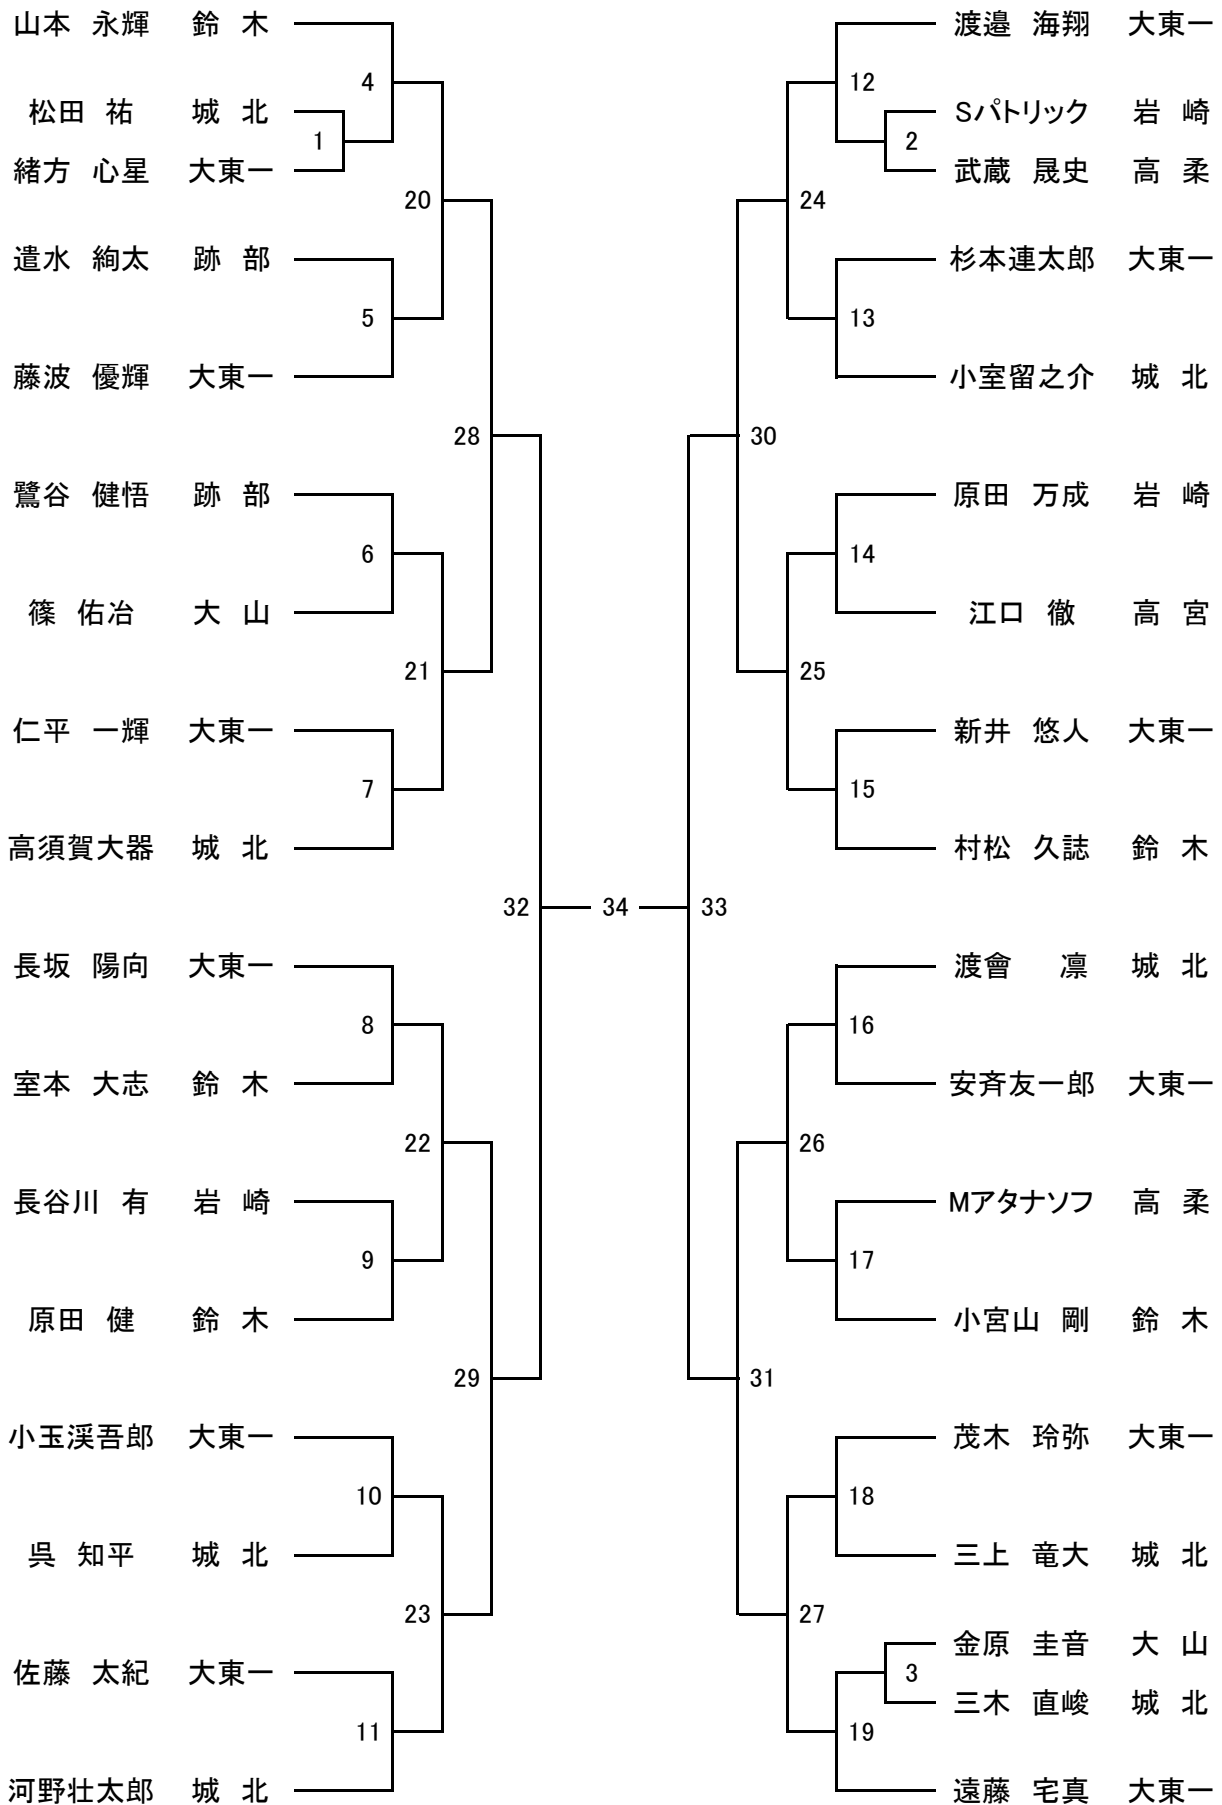 山本 永輝 鈴 木
4
松田 祐 城 北
1
緒方 心星 大東一
20
遣水 絢太 跡 部
5
藤波 優輝 大東一
28
鷺谷 健悟 跡 部
6
篠 佑冶 大 山
21
仁平 一輝 大東一
7
高須賀大器 城 北
32
長坂 陽向 大東一
8
室本 大志 鈴 木
22
長谷川 有 岩 崎
9
原田 健 鈴 木
29
小玉渓吾郎 大東一
10
呉 知平 城 北
23
佐藤 太紀 大東一
11
河野壮太郎 城 北
34
渡邉 海翔 大東一
12
Sパトリック 岩 崎
2
武蔵 晟史 高 柔
24
杉本連太郎 大東一
13
小室留之介 城 北
30
原田 万成 岩 崎
14
江口 徹 高 宮
25
新井 悠人 大東一
15
村松 久誌 鈴 木
33
渡會 凛 城 北
16
安斉友一郎 大東一
26
Mアタナソフ 高 柔
17
小宮山 剛 鈴 木
31
茂木 玲弥 大東一
18
三上 竜大 城 北
27
金原 圭音 大 山
3
三木 直峻 城 北
19
遠藤 宅真 大東一